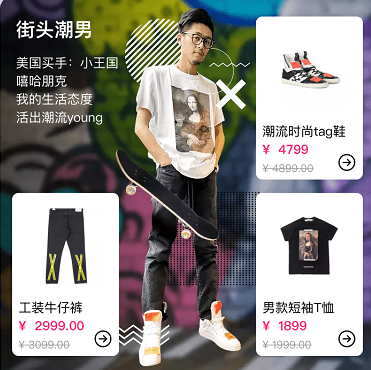 街头潮男
美国买手：小王国
嘻哈朋克
我的生活态度
活出潮流young
潮流时尚tag鞋
¥ 4799
¥ 4899.00
工装牛仔裤
¥ 2999.00
¥ 3099.00
男款短袖T恤
¥ 1899
¥ 1999.00